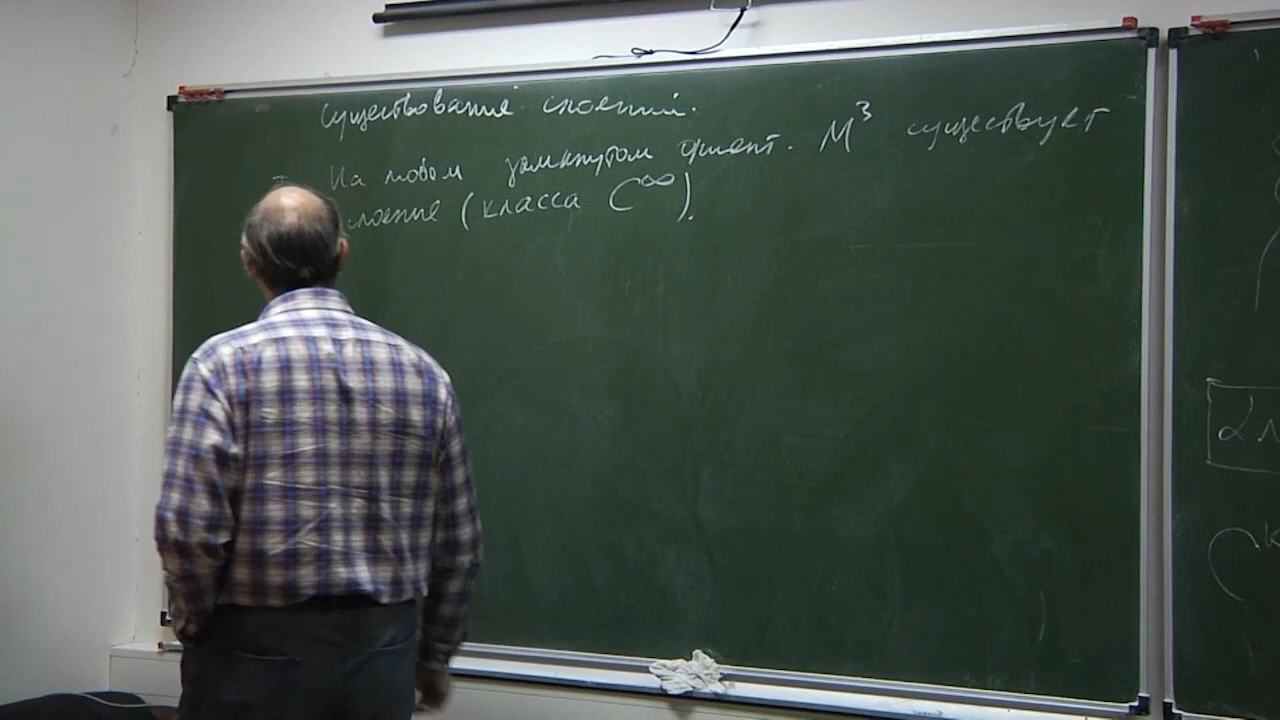 Существование слоений.
На любом замкнутом ориент. M³ существует
слоение (класса C^∞).